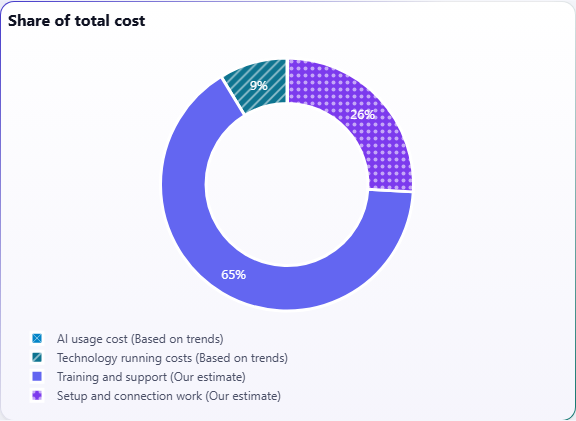 Share of total cost
9%
26%
65%
AI usage cost (Based on trends)
Technology running costs (Based on trends)
Training and support (Our estimate)
Setup and connection work (Our estimate)